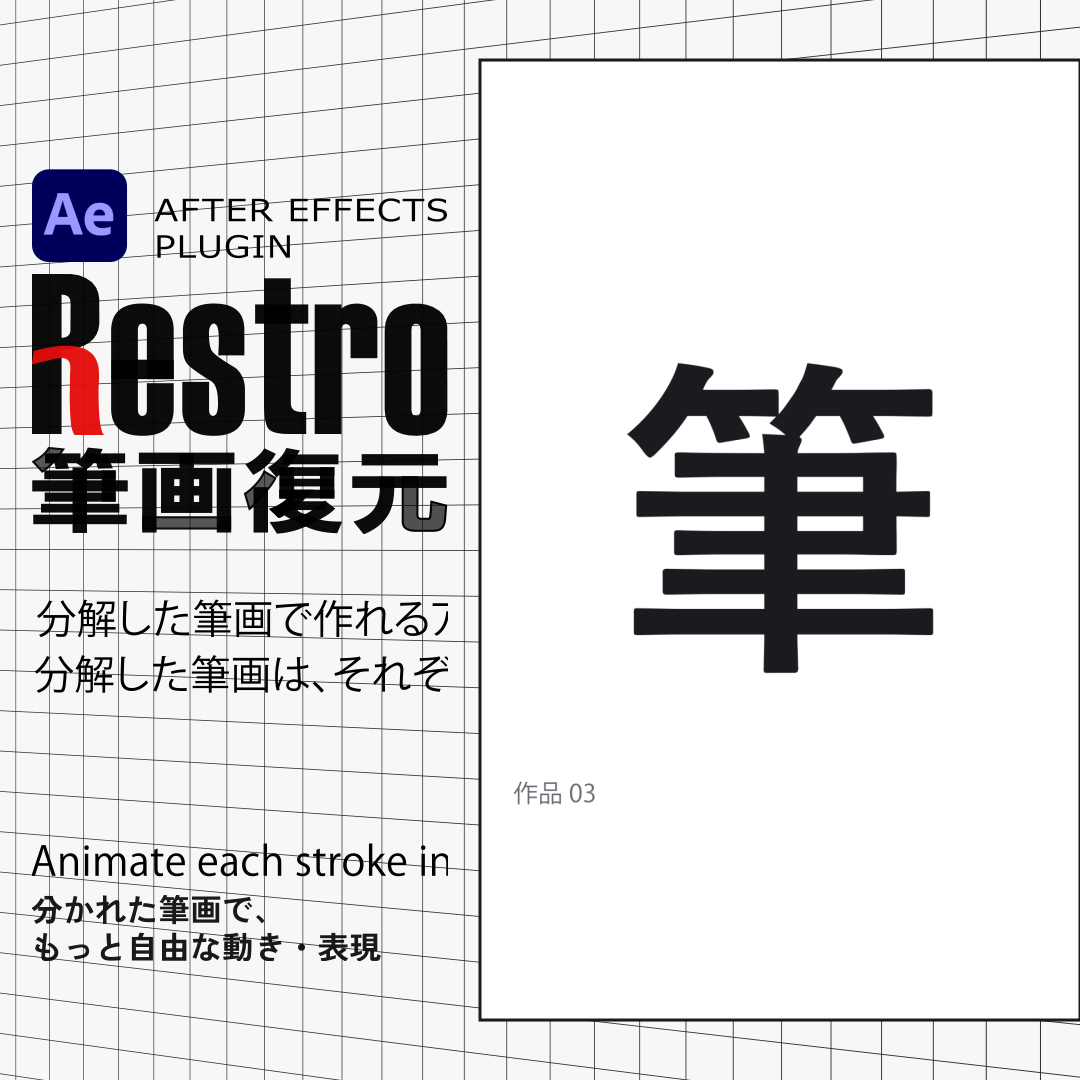 Ae
AFTER EFFECTS
PLUGIN
Restro
筆画復元
分解した筆画で作れる
分解した筆画は、それぞ
Animate each stroke in
分かれた筆画で、
もっと自由な動き・表現
筆
作品 03